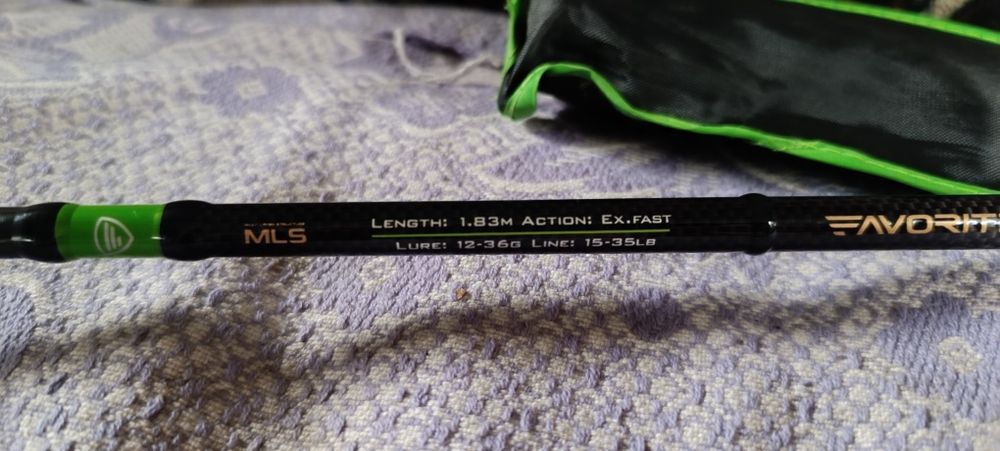 MLS
LENGTH: 1.83M ACTION: EX.FAST
LURE: 12-36G LINE: 15-35LB
FAVORIT